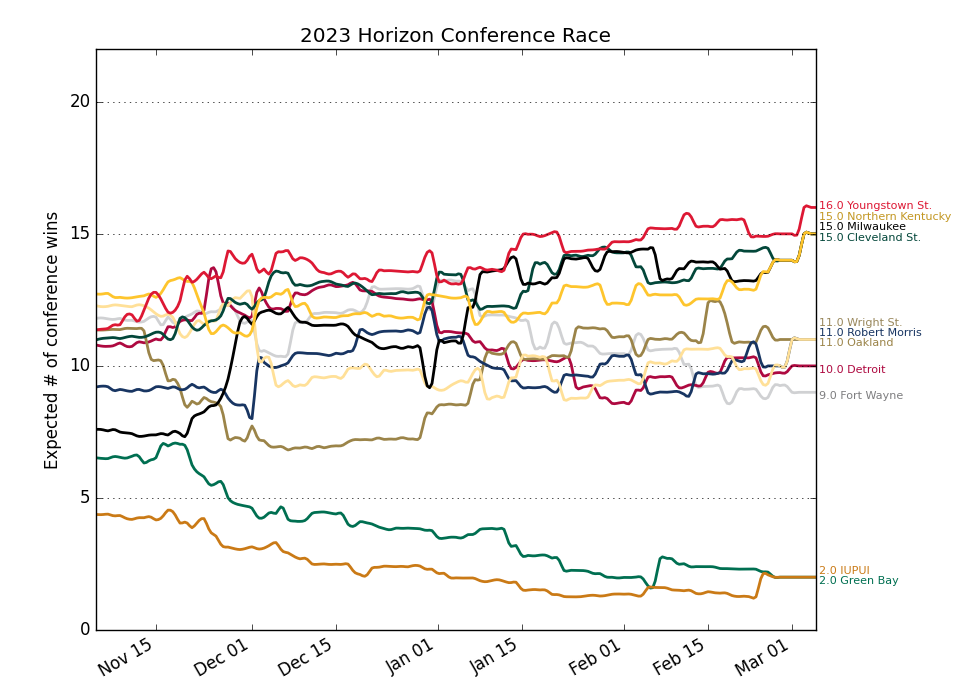 2023 Horizon Conference Race
Expected # of conference wins
20
15
10
5
0
16.0 Youngstown St.
15.0 Northern Kentucky
15.0 Milwaukee
15.0 Cleveland St.
11.0 Wright St.
11.0 Robert Morris
11.0 Oakland
10.0 Detroit
9.0 Fort Wayne
2.0 IUPUI
2.0 Green Bay
Nov 15
Dec 01
Dec 15
Jan 01
Jan 15
Feb 01
Feb 15
Mar 01